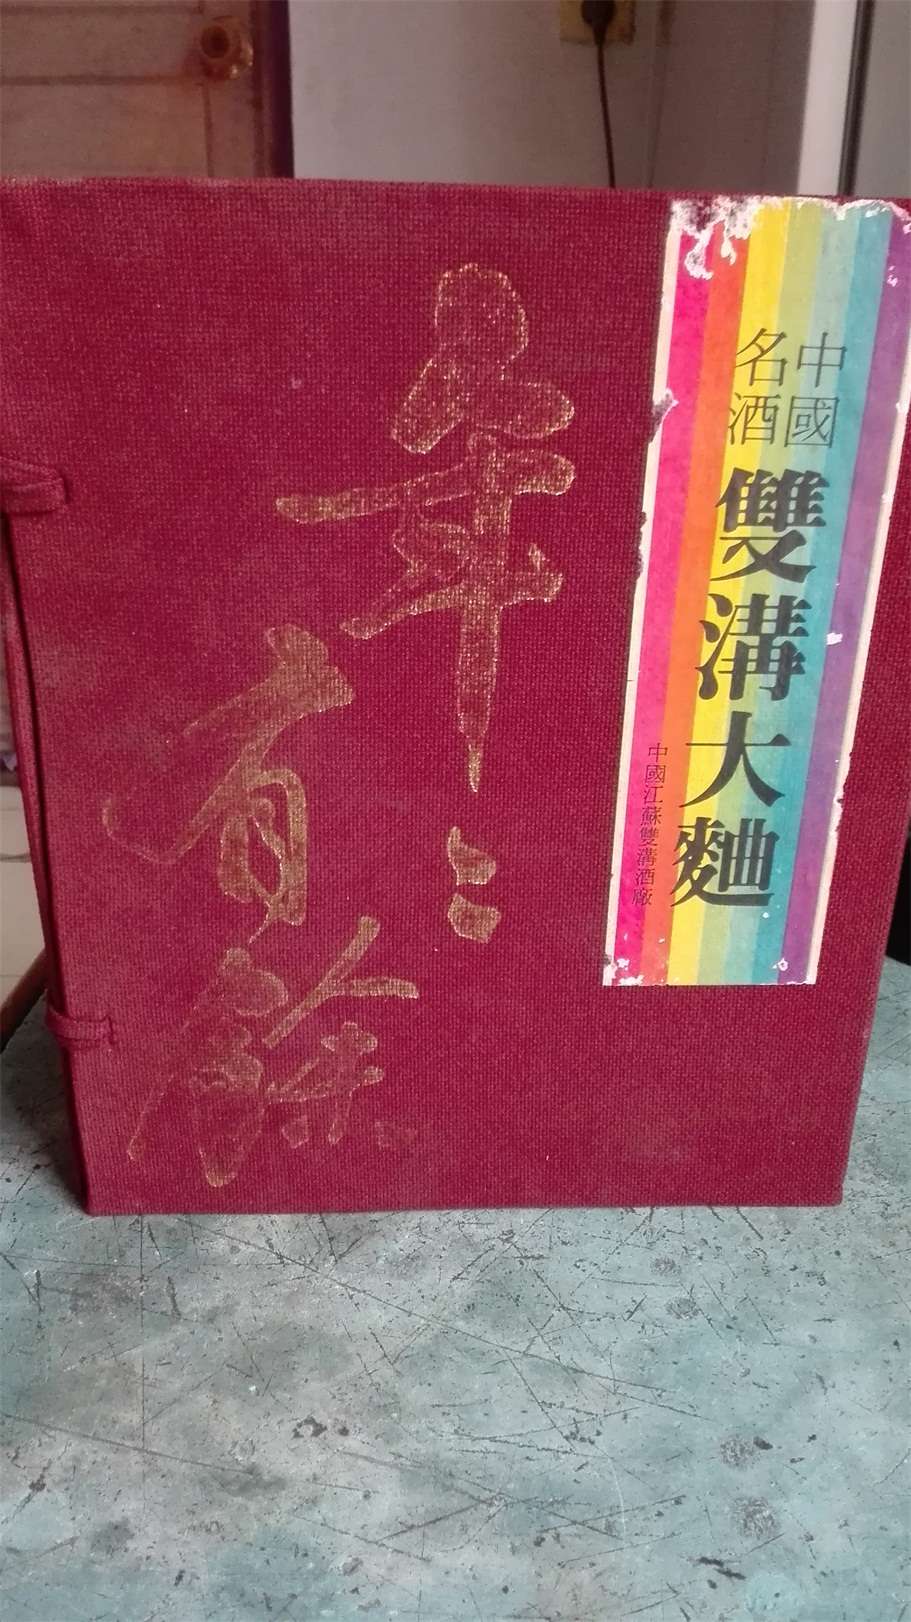 中國
名酒
雙溝大麯
中國江蘇雙溝酒廠
年年
有餘